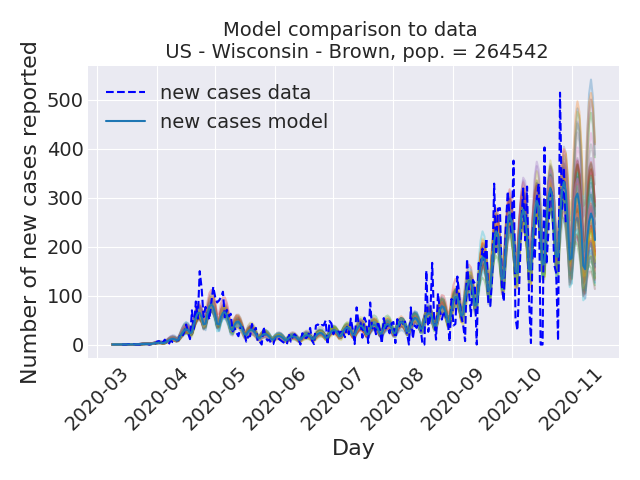 Model comparison to data
US - Wisconsin - Brown, pop. = 264542
Number of new cases reported
500
400
300
200
100
0
new cases data
new cases model
2020-03
2020-04
2020-05
2020-06
2020-07
2020-08
2020-09
2020-10
2020-11
Day